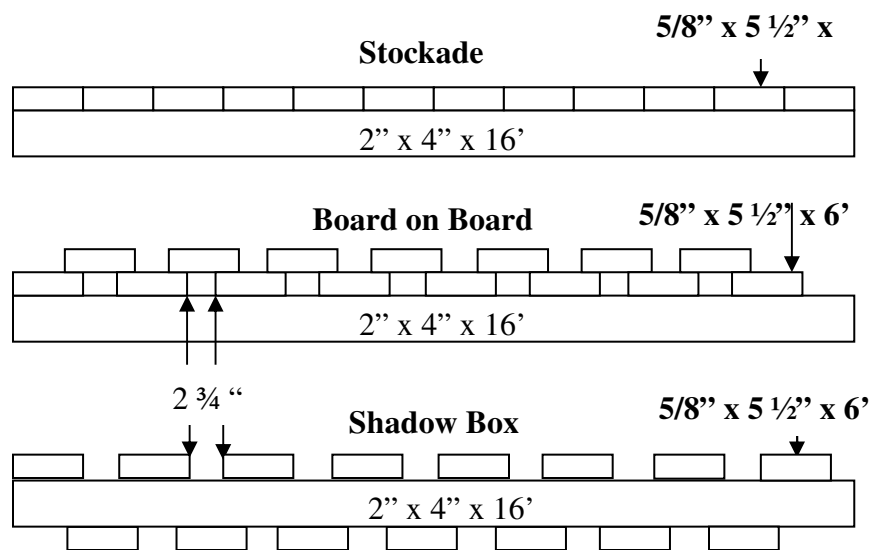 5/8” x 5 ½” x
Stockade
2” x 4” x 16’
Board on Board
5/8” x 5 ½” x 6’
2” x 4” x 16’
2 ¾ “
5/8” x 5 ½” x 6’
Shadow Box
2” x 4” x 16’